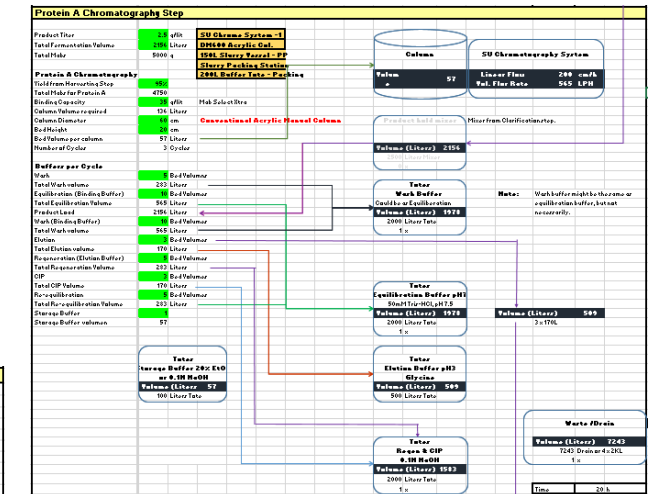 Protein A Chromatography Step
Product Titer 2.5 g/lit SU Chroma System -1
Total Fermentation Volume 2156 Liters DM600 Acrylic Col.
Total Mabs 5000 g 150L Slurry Vessel - PP
Slurry Packing Station
200L Buffer Tote - Packing
Column
Volum e 57
SU Chromatography System
Linear Flux 200 cm/h
Vol. Flur Rate 565 LPH
Protein A Chromatography
Yield from Harvesting Step 95%
Total Mabs for Protein A 4750
Binding Capacity 35 g/lit Mab Select Xtra
Column Volume required 136 Liters
Column Diameter 60 cm Conventional Acrylic Manual Column
Bed Height 20 cm
Bed Volume per column 57 Liters
Number of Cycles 3 Cycles
Product hold mixer
Mixer from Clarification step.
Volume (Liters) 2156
2500 Liters Mixer
Buffers per Cycle
Wash 5 Bed Volumes
Total Wash volume 283 Liters
Equilibration (Binding Buffer) 10 Bed Volumes
Total Equilibration Volume 565 Liters
Product Load 2156 Liters
Wash (Binding Buffer) 10 Bed Volumes
Total Wash volume 565 Liters
Elution 3 Bed Volumes
Total Elution volume 170 Liters
Regeneration (Elution Buffer) 5 Bed Volumes
Total Regeneration Volume 283 Liters
CIP 3 Bed Volumes
Total CIP Volume 170 Liters
Re-equilibration 5 Bed Volumes
Total Re-equilibration Volume 283 Liters
Storage Buffer 1
Storage Buffer volumes 57
Totes
Wash Buffer
Could be as Equilibration
Volume (Liters) 1978
2000 Liters Tote
1 x
Note: Wash buffer might be the same as
equilibration buffer, but not
necessarily.
Totes
Equilibration Buffer pH7
50mM Tris-HCl, pH 7.5
Volume (Liters) 1978
2000 Liters Tote
1 x
Volume (Liters) 509
3 x 170L
Totes
Storage Buffer 20% EtO
or 0.1M NaOH
Volume (Liters 57
100 Liters Tote
Totes
Elution Buffer pH3
Glycine
Volume (Liters) 509
500 Liters Tote
Totes
Regen & CIP
0.1M NaOH
Volume (Liters) 1583
2000 Liters Tote
1 x
Waste /Drain
Volume (Liters) 7243
7243 Drain or 4 x 2KL
1 x
Time 20 h